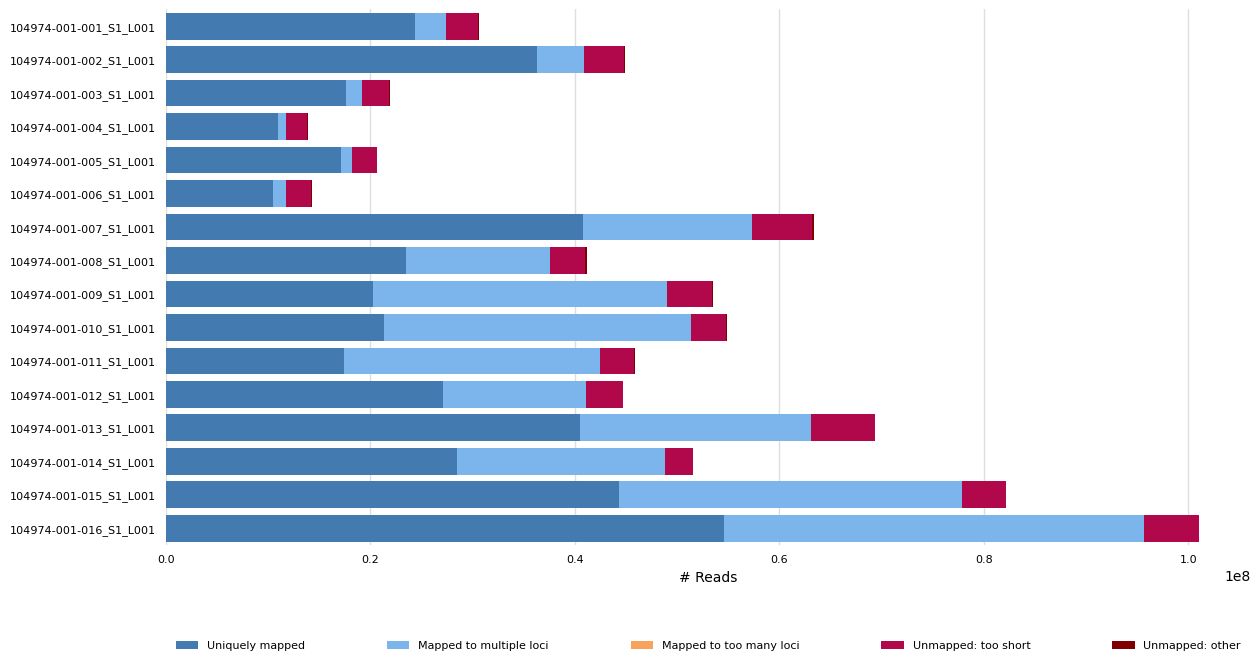 104974-001-001_S1_L001
104974-001-002_S1_L001
104974-001-003_S1_L001
104974-001-004_S1_L001
104974-001-005_S1_L001
104974-001-006_S1_L001
104974-001-007_S1_L001
104974-001-008_S1_L001
104974-001-009_S1_L001
104974-001-010_S1_L001
104974-001-011_S1_L001
104974-001-012_S1_L001
104974-001-013_S1_L001
104974-001-014_S1_L001
104974-001-015_S1_L001
104974-001-016_S1_L001
0.0 0.2 0.4 0.6 0.8 1.0
# Reads
1e8
Uniquely mapped Mapped to multiple loci Mapped to too many loci Unmapped: too short Unmapped: other